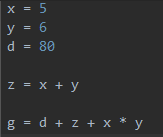 x = 5
y = 6
d = 80
z = x + y
g = d + z + x * y